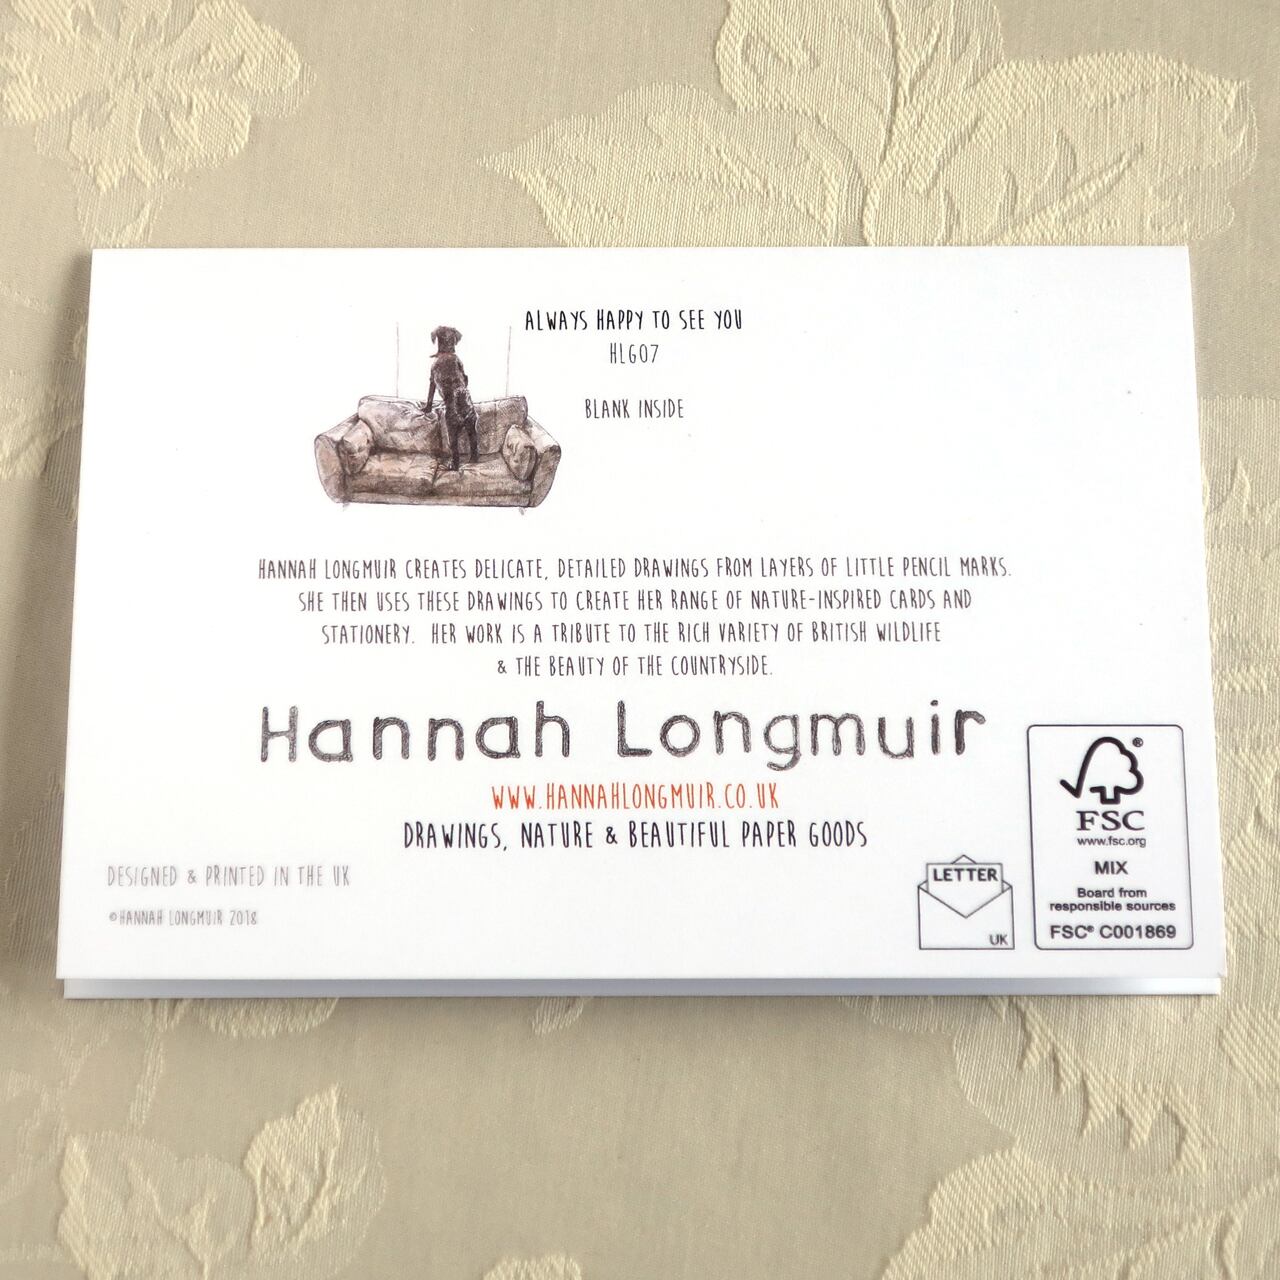 ALWAYS HAPPY TO SEE YOU
HLG07
BLANK INSIDE
HANNAH LONGMUIR CREATES DELICATE, DETAILED DRAWINGS FROM LAYERS OF LITTLE PENCIL MARKS.
SHE THEN USES THESE DRAWINGS TO CREATE HER RANGE OF NATURE-INSPIRED CARDS AND
STATIONERY. HER WORK IS A TRIBUTE TO THE RICH VARIETY OF BRITISH WILDLIFE
& THE BEAUTY OF THE COUNTRYSIDE.
Hannah Longmuir
WWW.HANNAHLONGMUIR.CO.UK
DRAWINGS, NATURE & BEAUTIFUL PAPER GOODS
DESIGNED & PRINTED IN THE UK
©HANNAH LONGMUIR 2018
LETTER
UK
®
FSC
www.fsc.org
MIX
Board from
responsible sources
FSC® C001869